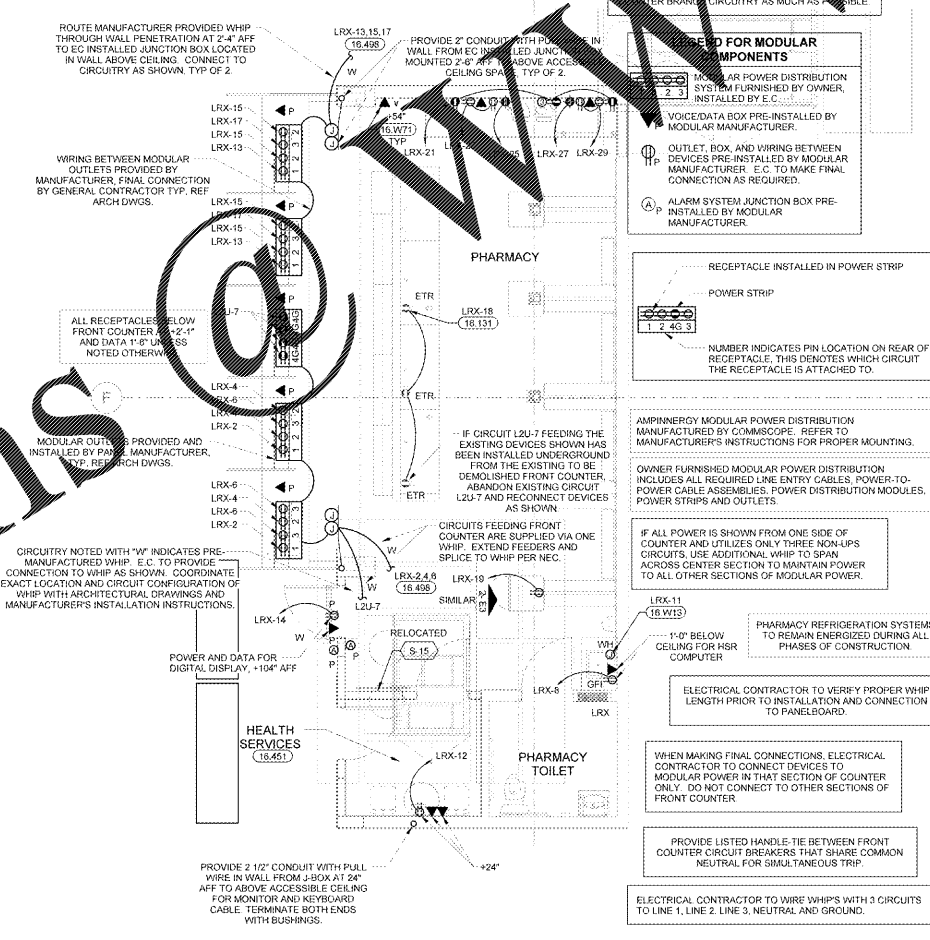 COUNTER BRANCH CIRCUITRY AS MUCH AS POSSIBLE.
ROUTE MANUFACTURER PROVIDED WHIP
THROUGH WALL PENETRATION AT 2'-4" AFF
TO EC INSTALLED JUNCTION BOX LOCATED
IN WALL ABOVE CEILING. CONNECT TO
CIRCUITRY AS SHOWN, TYP OF 2.
LRX-13,15,17
16.498
W
PROVIDE 2" CONDUIT WITH PULL WIRE IN
WALL FROM EC INSTALLED JUNCTION BOX
MOUNTED 2'-6" AFF TO ABOVE ACCESSIBLE
CEILING SPACE, TYP OF 2.
LEGEND FOR MODULAR
COMPONENTS
2 3
MODULAR POWER DISTRIBUTION
SYSTEM FURNISHED BY OWNER,
INSTALLED BY E.C.
P
VOICE/DATA BOX PRE-INSTALLED BY
MODULAR MANUFACTURER.
P
OUTLET, BOX, AND WIRING BETWEEN
DEVICES PRE-INSTALLED BY MODULAR
MANUFACTURER. E.C. TO MAKE FINAL
CONNECTION AS REQUIRED.
A P
ALARM SYSTEM JUNCTION BOX PRE-
INSTALLED BY MODULAR
MANUFACTURER.
LRX-15
LRX-17
LRX-15
LRX-13
P
J
J
+54"
16.W71
TYP
LRX-21
LRX-27
LRX-29
WIRING BETWEEN MODULAR
OUTLETS PROVIDED BY
MANUFACTURER, FINAL CONNECTION
BY GENERAL CONTRACTOR TYP, REF
ARCH DWGS.
LRX-15
LRX-15
LRX-13
P
PHARMACY
RECEPTACLE INSTALLED IN POWER STRIP
POWER STRIP
1 2 4G 3
NUMBER INDICATES PIN LOCATION ON REAR OF
RECEPTACLE, THIS DENOTES WHICH CIRCUIT
THE RECEPTACLE IS ATTACHED TO.
ETR
LRX-18
16.131
ETR
ETR
ALL RECEPTACLES BELOW
FRONT COUNTER AT +2'-1"
AND DATA 1'-6" UNLESS
NOTED OTHERWISE
P
L2U-7
F
LRX-4
LRX-6
LRX-2
P
MODULAR OUTLETS PROVIDED AND
INSTALLED BY PANEL MANUFACTURER,
TYP, REF ARCH DWGS.
LRX-6
LRX-4
LRX-6
LRX-2
P
J
J
IF CIRCUIT L2U-7 FEEDING THE
EXISTING DEVICES SHOWN HAS
BEEN INSTALLED UNDERGROUND
FROM THE EXISTING TO BE
DEMOLISHED FRONT COUNTER,
ABANDON EXISTING CIRCUIT
L2U-7 AND RECONNECT DEVICES
AS SHOWN
AMPINNERGY MODULAR POWER DISTRIBUTION
MANUFACTURED BY COMMSCOPE. REFER TO
MANUFACTURER'S INSTRUCTIONS FOR PROPER MOUNTING.
OWNER FURNISHED MODULAR POWER DISTRIBUTION
INCLUDES ALL REQUIRED LINE ENTRY CABLES, POWER-TO-
POWER CABLE ASSEMBLIES, POWER DISTRIBUTION MODULES,
POWER STRIPS AND OUTLETS.
IF ALL POWER IS SHOWN FROM ONE SIDE OF
COUNTER AND UTILIZES ONLY THREE NON-UPS
CIRCUITS, USE ADDITIONAL WHIP TO SPAN
ACROSS CENTER SECTION TO MAINTAIN POWER
TO ALL OTHER SECTIONS OF MODULAR POWER.
CIRCUITS FEEDING FRONT
COUNTER ARE SUPPLIED VIA ONE
WHIP. EXTEND FEEDERS AND
SPLICE TO WHIP PER NEC.
CIRCUITRY NOTED WITH "W" INDICATES PRE-
MANUFACTURED WHIP. E.C. TO PROVIDE
CONNECTION TO WHIP AS SHOWN. COORDINATE
EXACT LOCATION AND CIRCUIT CONFIGURATION OF
WHIP WITH ARCHITECTURAL DRAWINGS AND
MANUFACTURER'S INSTALLATION INSTRUCTIONS.
W
LRX-2,4,6
16.498
L2U-7
LRX-19
SIMILAR
2- E3
LRX-11
16.W13
WH
GFI
LRX-8
LRX
1'-0" BELOW
CEILING FOR HSR
COMPUTER
PHARMACY REFRIGERATION SYSTEMS
TO REMAIN ENERGIZED DURING ALL
PHASES OF CONSTRUCTION.
LRX-14
W
P
P
A
P
A
P
POWER AND DATA FOR
DIGITAL DISPLAY, +104" AFF
RELOCATED
S-15
ELECTRICAL CONTRACTOR TO VERIFY PROPER WHIP
LENGTH PRIOR TO INSTALLATION AND CONNECTION
TO PANELBOARD.
HEALTH
SERVICES
16.451
LRX-12
PHARMACY
TOILET
WHEN MAKING FINAL CONNECTIONS, ELECTRICAL
CONTRACTOR TO CONNECT DEVICES TO
MODULAR POWER IN THAT SECTION OF COUNTER
ONLY. DO NOT CONNECT TO OTHER SECTIONS OF
FRONT COUNTER.
PROVIDE LISTED HANDLE-TIE BETWEEN FRONT
COUNTER CIRCUIT BREAKERS THAT SHARE COMMON
NEUTRAL FOR SIMULTANEOUS TRIP.
PROVIDE 2 1/2" CONDUIT WITH PULL
WIRE IN WALL FROM J-BOX AT 24"
AFF TO ABOVE ACCESSIBLE CEILING
FOR MONITOR AND KEYBOARD
CABLE. TERMINATE BOTH ENDS
WITH BUSHINGS.
+24"
ELECTRICAL CONTRACTOR TO WIRE WHIP'S WITH 3 CIRCUITS
TO LINE 1, LINE 2, LINE 3, NEUTRAL AND GROUND.
ns @ ww